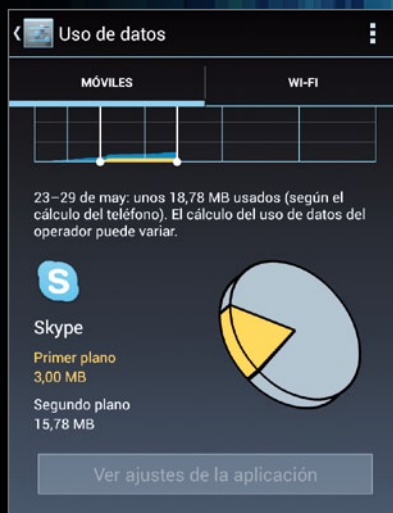 Uso de datos
MÓVILES
WI-FI
23–29 de may: unos 18,78 MB usados (según el
cálculo del teléfono). El cálculo del uso de datos del
operador puede variar.
S
Skype
Primer plano
3,00 MB
Segundo plano
15,78 MB
Ver ajustes de la aplicación